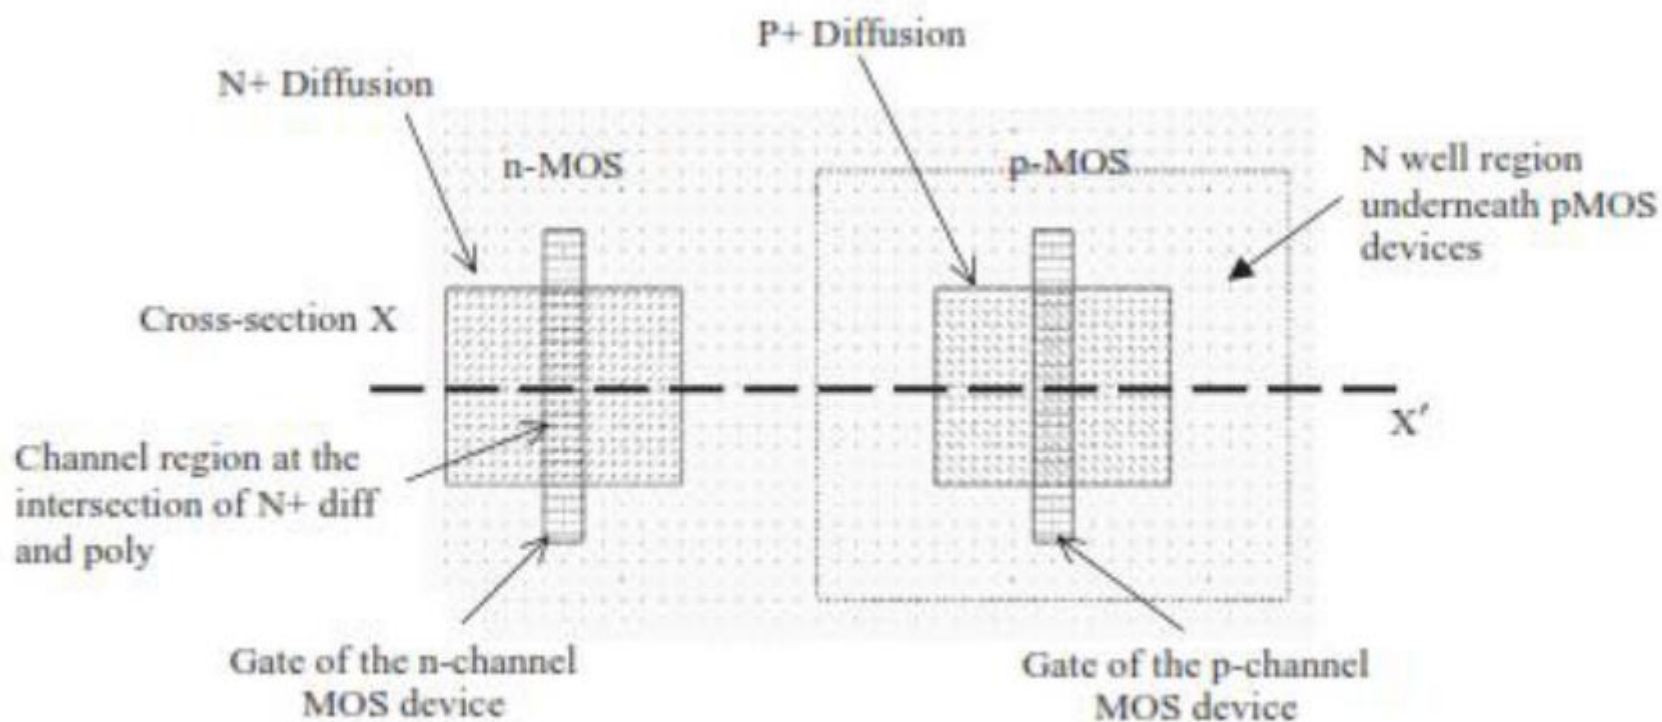 P+ Diffusion
N+ Diffusion
n-MOS
p-MOS
N well region
underneath pMOS
devices
Cross-section X
X′
Channel region at the
intersection of N+ diff
and poly
Gate of the n-channel
MOS device
Gate of the p-channel
MOS device